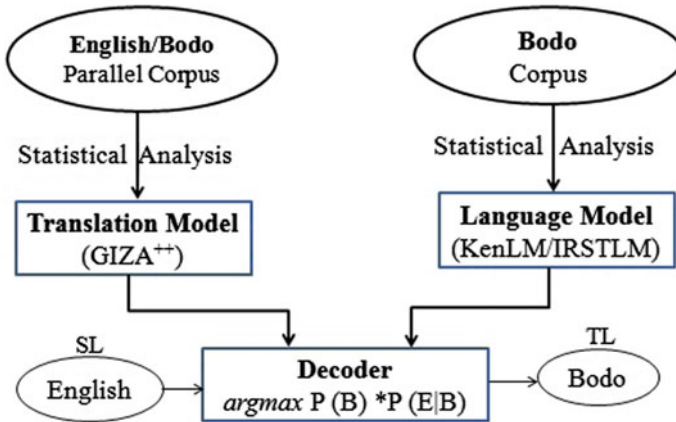 English/Bodo
Parallel Corpus
Bodo
Corpus
Statistical Analysis
Statistical Analysis
Translation Model
(GIZA++)
Language Model
(KenLM/IRSTLM)
SL
English
Decoder
argmax P (B) *P (E|B)
TL
Bodo